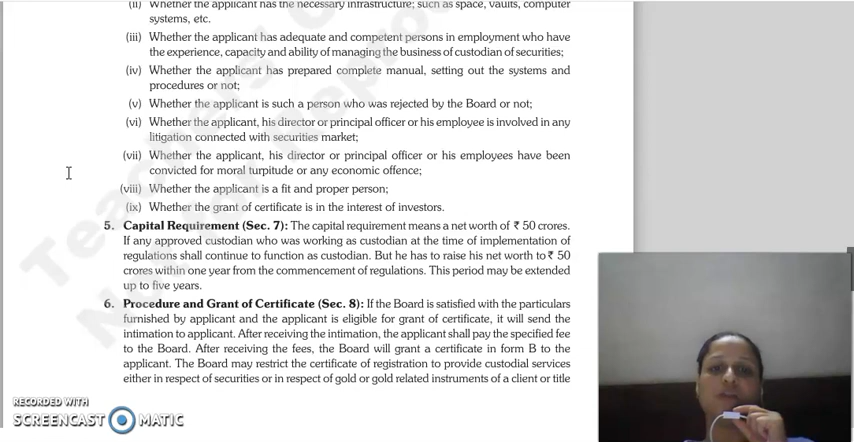 (ii) Whether the applicant has the necessary infrastructure; such as space, vaults, computer
systems, etc.
(iii) Whether the applicant has adequate and competent persons in employment who have
the experience, capacity and ability of managing the business of custodian of securities;
(iv) Whether the applicant has prepared complete manual, setting out the systems and
procedures or not;
(v) Whether the applicant is such a person who was rejected by the Board or not;
(vi) Whether the applicant, his director or principal officer or his employee is involved in any
litigation connected with securities market;
(vii) Whether the applicant, his director or principal officer or his employees have been
convicted for moral turpitude or any economic offence;
(viii) Whether the applicant is a fit and proper person;
(ix) Whether the grant of certificate is in the interest of investors.
5. Capital Requirement (Sec. 7): The capital requirement means a net worth of ₹ 50 crores.
If any approved custodian who was working as custodian at the time of implementation of
regulations shall continue to function as custodian. But he has to raise his net worth to ₹ 50
crores within one year from the commencement of regulations. This period may be extended
up to five years.
6. Procedure and Grant of Certificate (Sec. 8): If the Board is satisfied with the particulars
furnished by applicant and the applicant is eligible for grant of certificate, it will send the
intimation to applicant. After receiving the intimation, the applicant shall pay the specified fee
to the Board. After receiving the fees, the Board will grant a certificate in form B to the
applicant. The Board may restrict the certificate of registration to provide custodial services
either in respect of securities or in respect of gold or gold related instruments of a client or title
RECORDED WITH
SCREENCAST MATIC